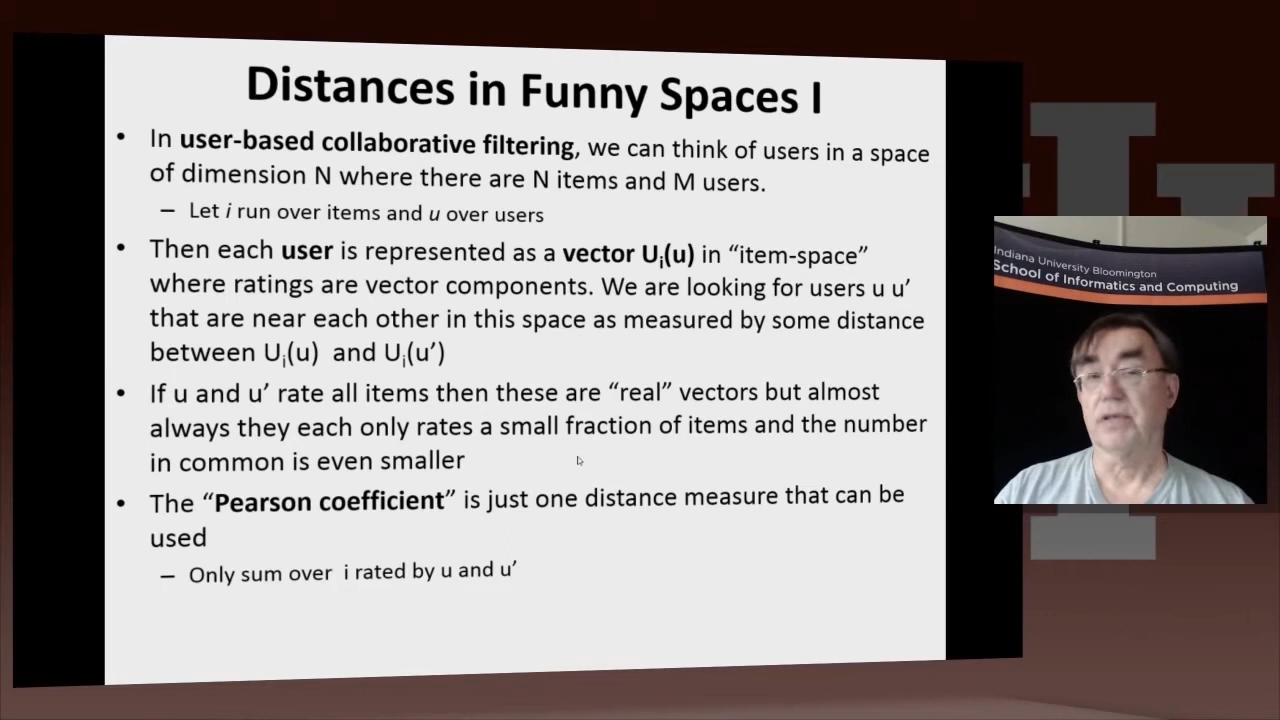 Distances in Funny Spaces I
• In user-based collaborative filtering, we can think of users in a space
of dimension N where there are N items and M users.
– Let i run over items and u over users
• Then each user is represented as a vector Ui(u) in “item-space”
where ratings are vector components. We are looking for users u u’
that are near each other in this space as measured by some distance
between Ui(u) and Ui(u’)
• If u and u’ rate all items then these are “real” vectors but almost
always they each only rates a small fraction of items and the number
in common is even smaller
• The “Pearson coefficient” is just one distance measure that can be
used
– Only sum over i rated by u and u’
Indiana University Bloomington
School of Informatics and Computing